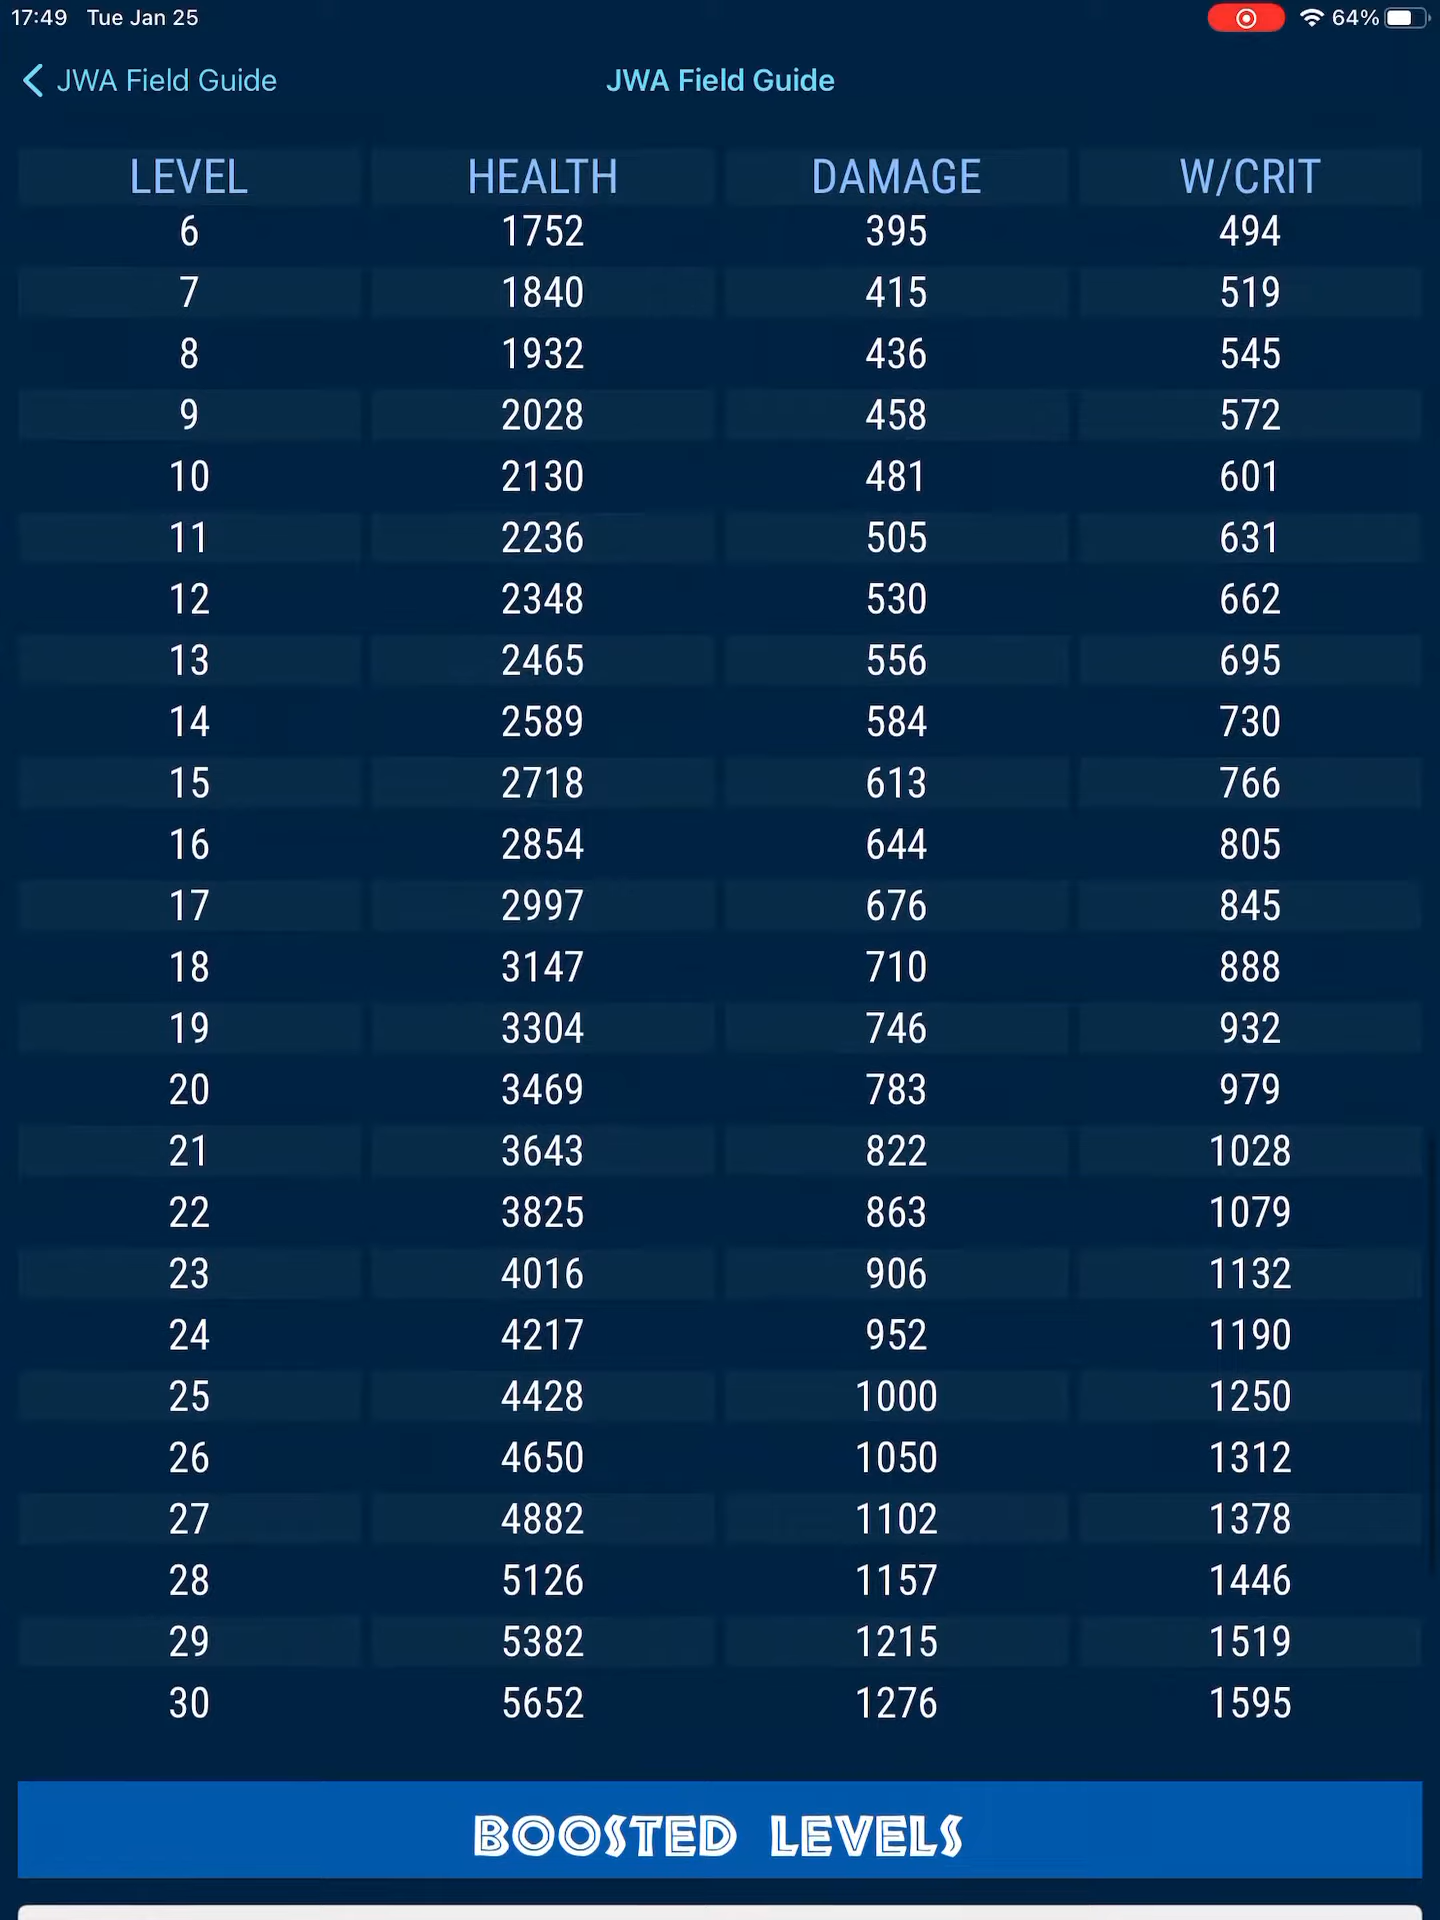 17:49 Tue Jan 25 64%
JWA Field Guide JWA Field Guide
LEVEL HEALTH DAMAGE W/CRIT
6 1752 395 494
7 1840 415 519
8 1932 436 545
9 2028 458 572
10 2130 481 601
11 2236 505 631
12 2348 530 662
13 2465 556 695
14 2589 584 730
15 2718 613 766
16 2854 644 805
17 2997 676 845
18 3147 710 888
19 3304 746 932
20 3469 783 979
21 3643 822 1028
22 3825 863 1079
23 4016 906 1132
24 4217 952 1190
25 4428 1000 1250
26 4650 1050 1312
27 4882 1102 1378
28 5126 1157 1446
29 5382 1215 1519
30 5652 1276 1595
BOOSTED LEVELS